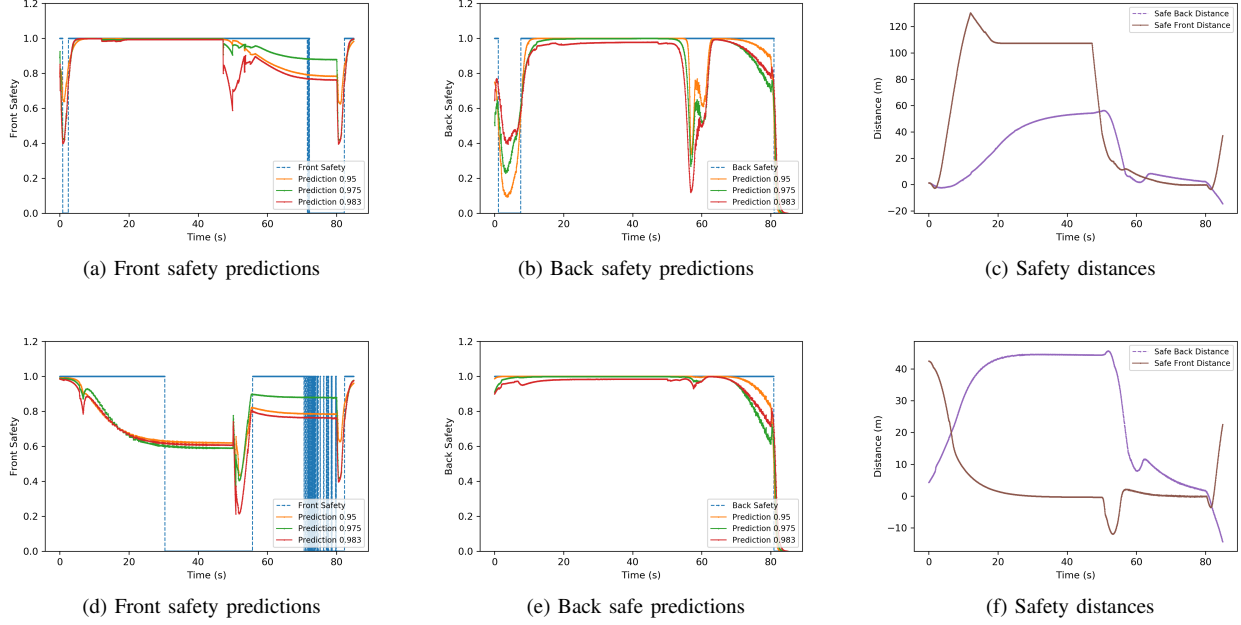 1.2
1.0
0.8
0.6
0.4
0.2
0.0
Front Safety
0
20
40
60
80
Time (s)
Front Safety
Prediction 0.95
Prediction 0.975
Prediction 0.983
(a) Front safety predictions
1.2
1.0
0.8
0.6
0.4
0.2
0.0
Back Safety
0
20
40
60
80
Time (s)
Back Safety
Prediction 0.95
Prediction 0.975
Prediction 0.983
(b) Back safety predictions
120
100
80
60
40
20
0
−20
Distance (m)
0
20
40
60
80
Time (s)
Safe Back Distance
Safe Front Distance
(c) Safety distances
1.2
1.0
0.8
0.6
0.4
0.2
0.0
Front Safety
0
20
40
60
80
Time (s)
Front Safety
Prediction 0.95
Prediction 0.975
Prediction 0.983
(d) Front safety predictions
1.2
1.0
0.8
0.6
0.4
0.2
0.0
Back Safety
0
20
40
60
80
Time (s)
Back Safety
Prediction 0.95
Prediction 0.975
Prediction 0.983
(e) Back safe predictions
40
30
20
10
0
−10
Distance (m)
0
20
40
60
80
Time (s)
Safe Back Distance
Safe Front Distance
(f) Safety distances